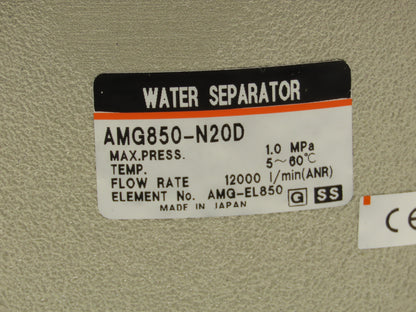 WATER SEPARATOR
AMG850-N20D
MAX.PRESS. 1.0 MPa
TEMP. 5～60℃
FLOW RATE 12000 l/min(ANR)
ELEMENT No. AMG-EL850 G SS
MADE IN JAPAN
CE